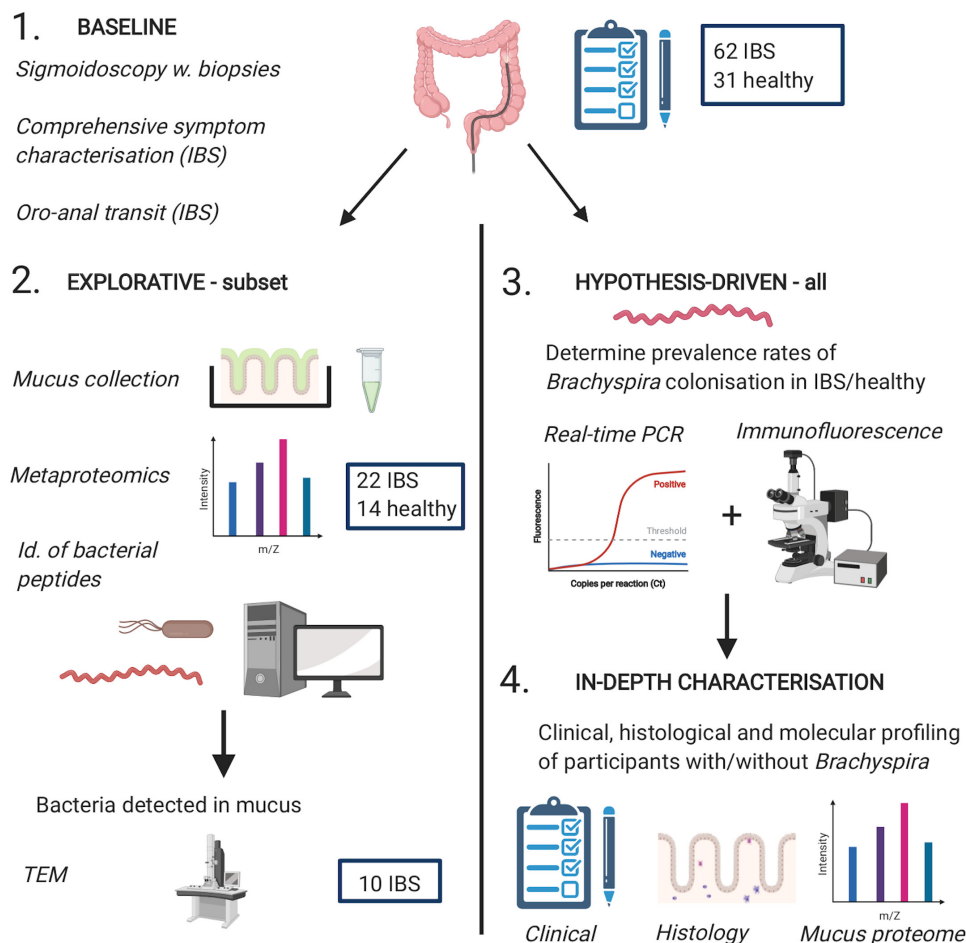 1. BASELINE
Sigmoidoscopy w. biopsies
Comprehensive symptom
characterisation (IBS)
Oro-anal transit (IBS)
62 IBS
31 healthy
2. EXPLORATIVE - subset
Mucus collection
Metaproteomics
Intensity
m/Z
22 IBS
14 healthy
Id. of bacterial
peptides
Bacteria detected in mucus
TEM
10 IBS
3. HYPOTHESIS-DRIVEN - all
Determine prevalence rates of
Brachyspira colonisation in IBS/healthy
Real-time PCR
Immunofluorescence
Fluorescence
Positive
Threshold
Negative
Copies per reaction (Ct)
+
4. IN-DEPTH CHARACTERISATION
Clinical, histological and molecular profiling
of participants with/without Brachyspira
Intensity
m/Z
Clinical
Histology
Mucus proteome